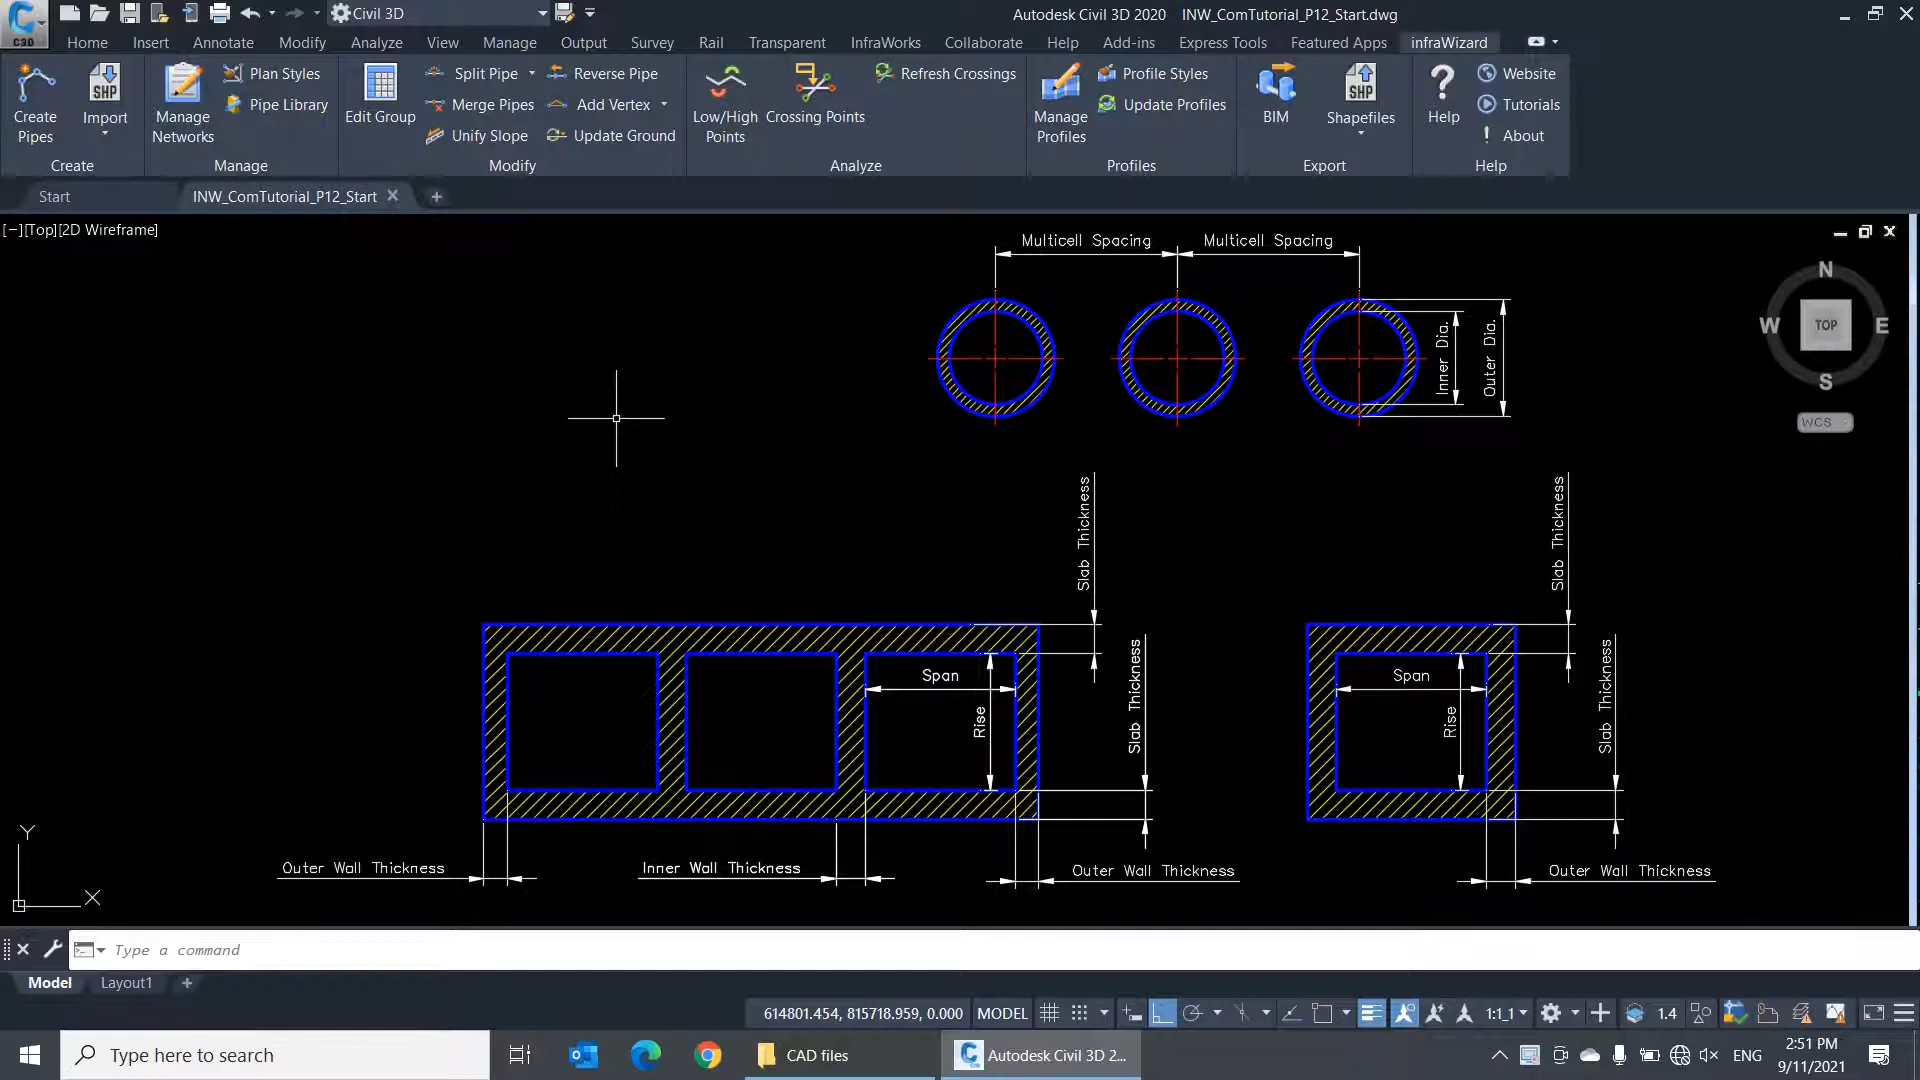 C3D
Civil 3D
Autodesk Civil 3D 2020 INW_ComTutorial_P12_Start.dwg
Home Insert Annotate Modify Analyze View Manage Output Survey Rail Transparent InfraWorks Collaborate Help Add-ins Express Tools Featured Apps infraWizard
Create Pipes
SHP
Import
Create
Manage Networks
Plan Styles
Pipe Library
Manage
Edit Group
Split Pipe
Merge Pipes
Unify Slope
Reverse Pipe
Add Vertex
Update Ground
Modify
Low/High Points
Crossing Points
Refresh Crossings
Analyze
Manage Profiles
Profile Styles
Update Profiles
Profiles
BIM
SHP
Shapefiles
Export
Help
Website
Tutorials
About
Help
Start
INW_ComTutorial_P12_Start
[−][Top][2D Wireframe]
Multicell Spacing
Multicell Spacing
Inner Dia.
Outer Dia.
N
W
TOP
E
S
WCS
Slab Thickness
Slab Thickness
Span
Rise
Slab Thickness
Span
Rise
Slab Thickness
Outer Wall Thickness
Inner Wall Thickness
Outer Wall Thickness
Outer Wall Thickness
Y
X
Type a command
Model
Layout1
614801.454, 815718.959, 0.000
MODEL
1:1_1
1.4
Type here to search
CAD files
Autodesk Civil 3D 2...
ENG
2:51 PM
9/11/2021